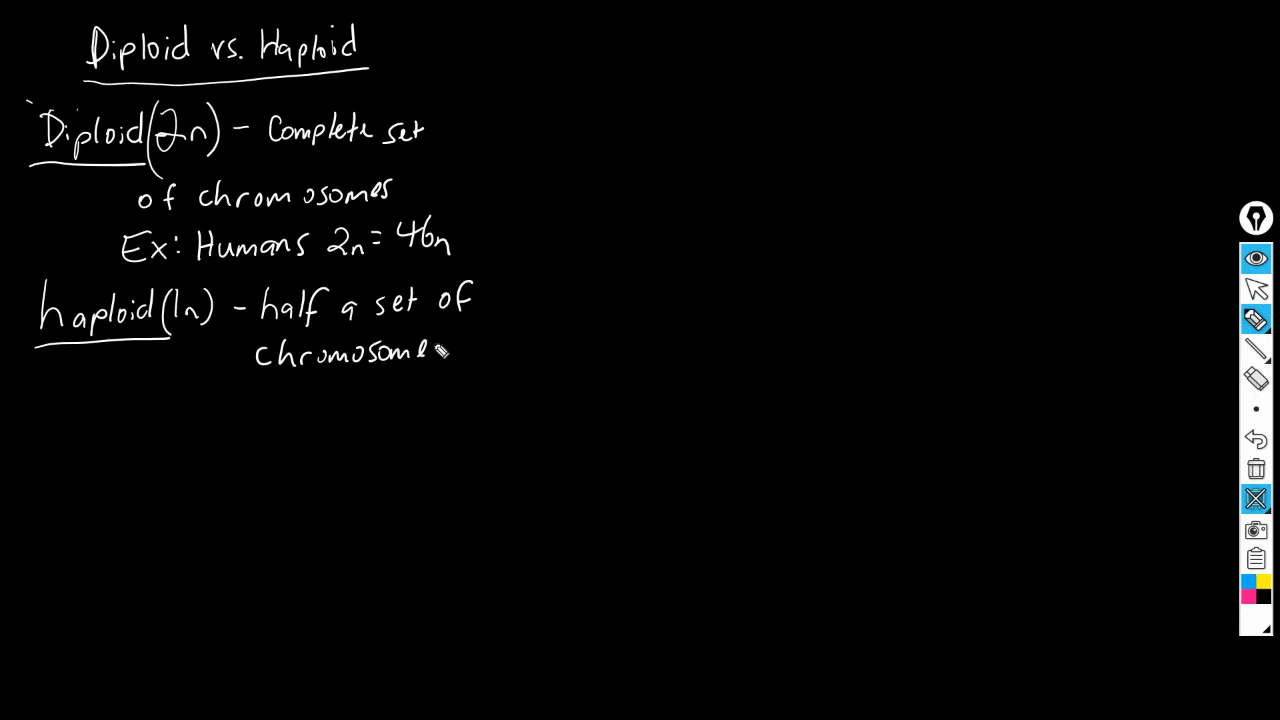 Diploid vs. Haploid
Diploid (2n) - Complete set
of chromosomes
Ex: Humans 2n = 46n
haploid (1n) - half a set of
chromosome